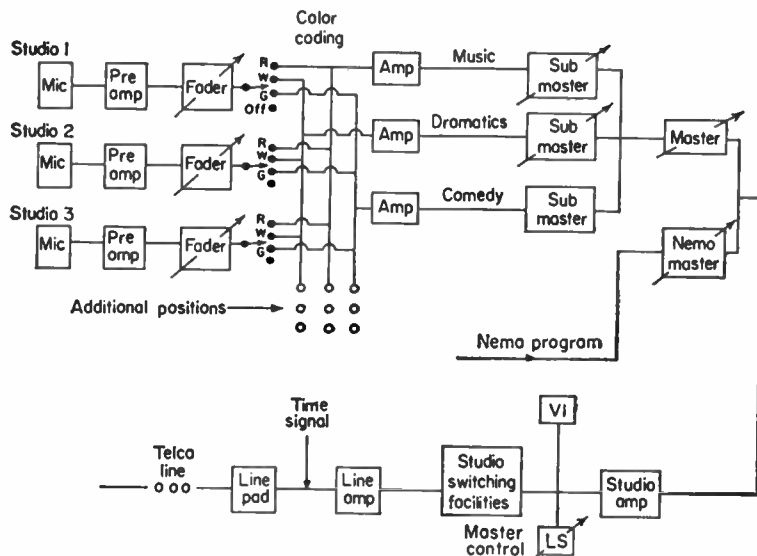 Color
coding
Studio 1
Mic
Pre
amp
Fader
R
W
G
Off
Amp
Music
Sub
master
Studio 2
Mic
Pre
amp
Fader
R
W
G
Amp
Dramatics
Sub
master
Master
Studio 3
Mic
Pre
amp
Fader
R
W
G
Amp
Comedy
Sub
master
Nemo
master
Additional positions
Nema program
Time
signal
VI
Telca
line
Line
pad
Line
amp
Studio
switching
facilities
Studio
amp
Master
control
LS